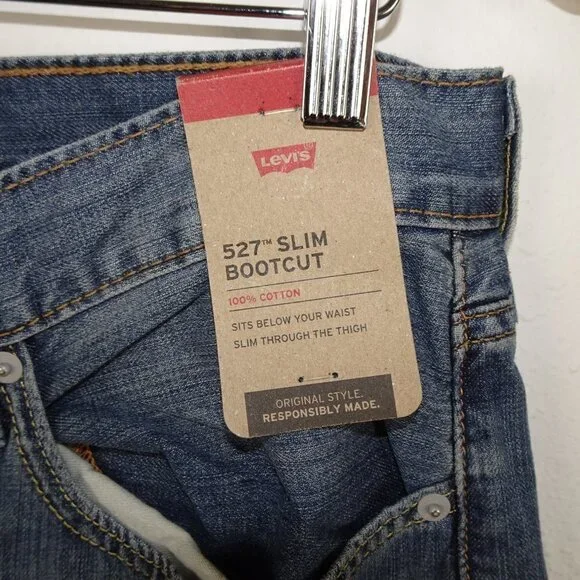 Levi's®
527™ SLIM
BOOTCUT
100% COTTON
SITS BELOW YOUR WAIST
SLIM THROUGH THE THIGH
ORIGINAL STYLE.
RESPONSIBLY MADE.